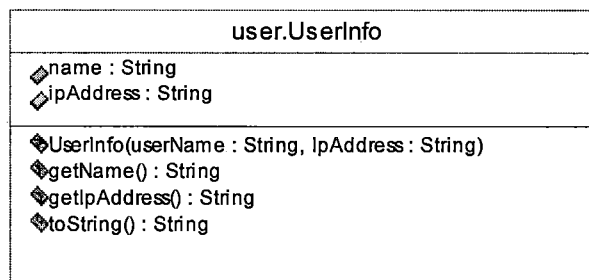 user.UserInfo
name : String
ipAddress : String
UserInfo(userName : String, IpAddress : String)
getName() : String
getIpAddress() : String
toString() : String